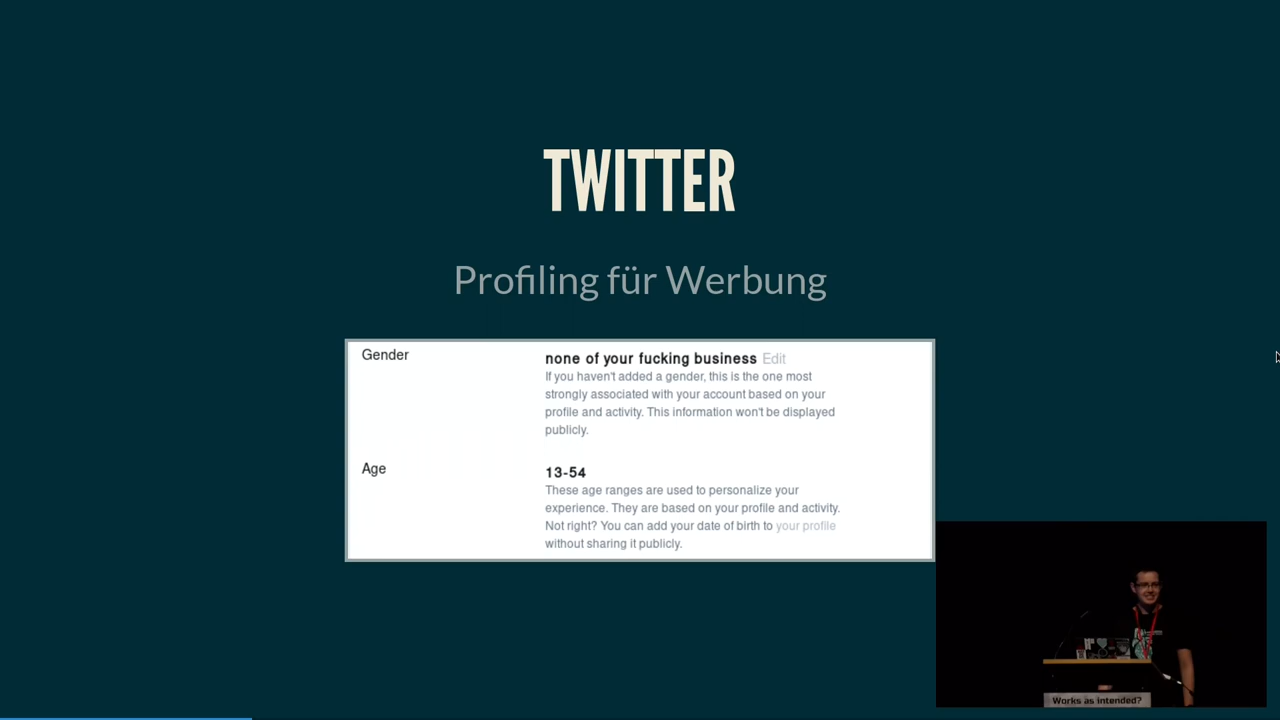 TWITTER
Profiling für Werbung
Gender
none of your fucking business Edit
If you haven't added a gender, this is the one most
strongly associated with your account based on your
profile and activity. This information won't be displayed
publicly.
Age
13-54
These age ranges are used to personalize your
experience. They are based on your profile and activity.
Not right? You can add your date of birth to your profile
without sharing it publicly.
Works as intended?